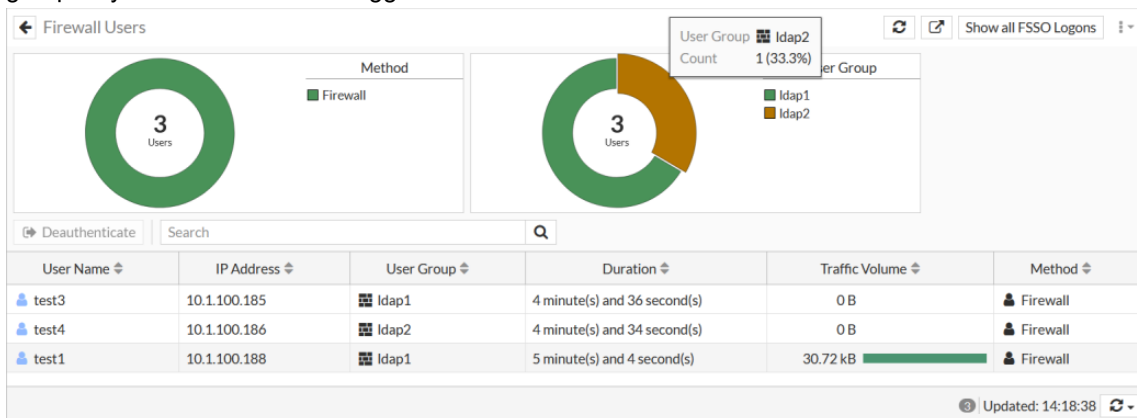 Firewall Users
User Group ldap2
Count 1 (33.3%)
Show all FSSO Logons
Method
Firewall
3
Users
User Group
ldap1
ldap2
3
Users
Deauthenticate
Search
User Name IP Address User Group Duration Traffic Volume Method
test3 10.1.100.185 ldap1 4 minute(s) and 36 second(s) 0 B Firewall
test4 10.1.100.186 ldap2 4 minute(s) and 34 second(s) 0 B Firewall
test1 10.1.100.188 ldap1 5 minute(s) and 4 second(s) 30.72 kB Firewall
3 Updated: 14:18:38